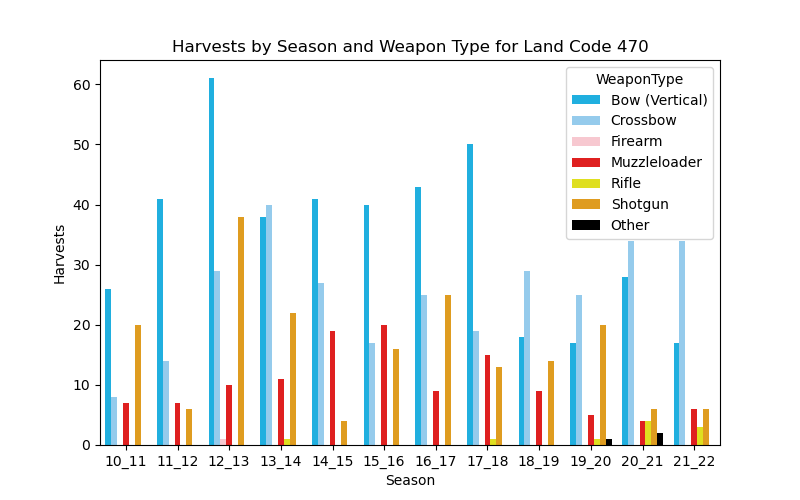 Harvests by Season and Weapon Type for Land Code 470
WeaponType
Bow (Vertical)
Crossbow
Firearm
Muzzleloader
Rifle
Shotgun
Other
Harvests
60
50
40
30
20
10
0
10_11 11_12 12_13 13_14 14_15 15_16 16_17 17_18 18_19 19_20 20_21 21_22
Season